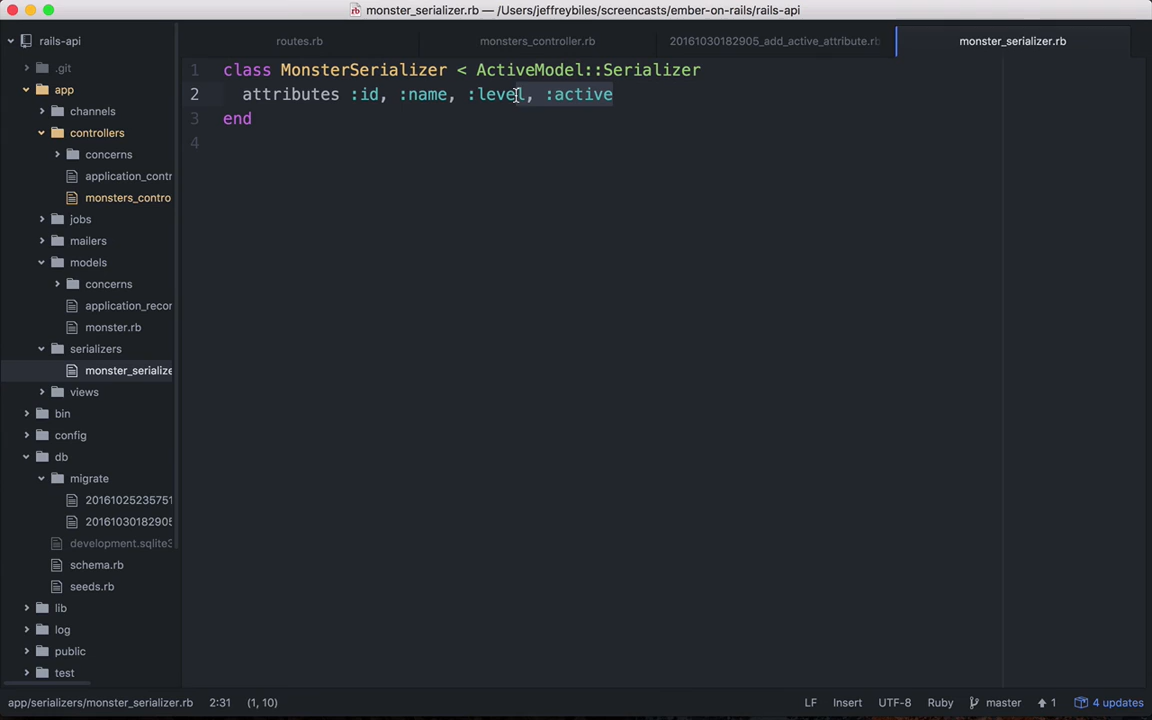 monster_serializer.rb — /Users/jeffreybiles/screencasts/ember-on-rails/rails-api
rails-api
routes.rb
monsters_controller.rb
20161030182905_add_active_attribute.rb
monster_serializer.rb
.git
app
channels
controllers
concerns
application_contr
monsters_contro
jobs
mailers
models
concerns
application_recor
monster.rb
serializers
monster_serialize
views
bin
config
db
migrate
20161025235751
20161030182905
development.sqlite3
schema.rb
seeds.rb
lib
log
public
test
1 class MonsterSerializer < ActiveModel::Serializer
2 attributes :id, :name, :level, :active
3 end
4
app/serializers/monster_serializer.rb 2:31 (1, 10) LF Insert UTF-8 Ruby master 1 4 updates